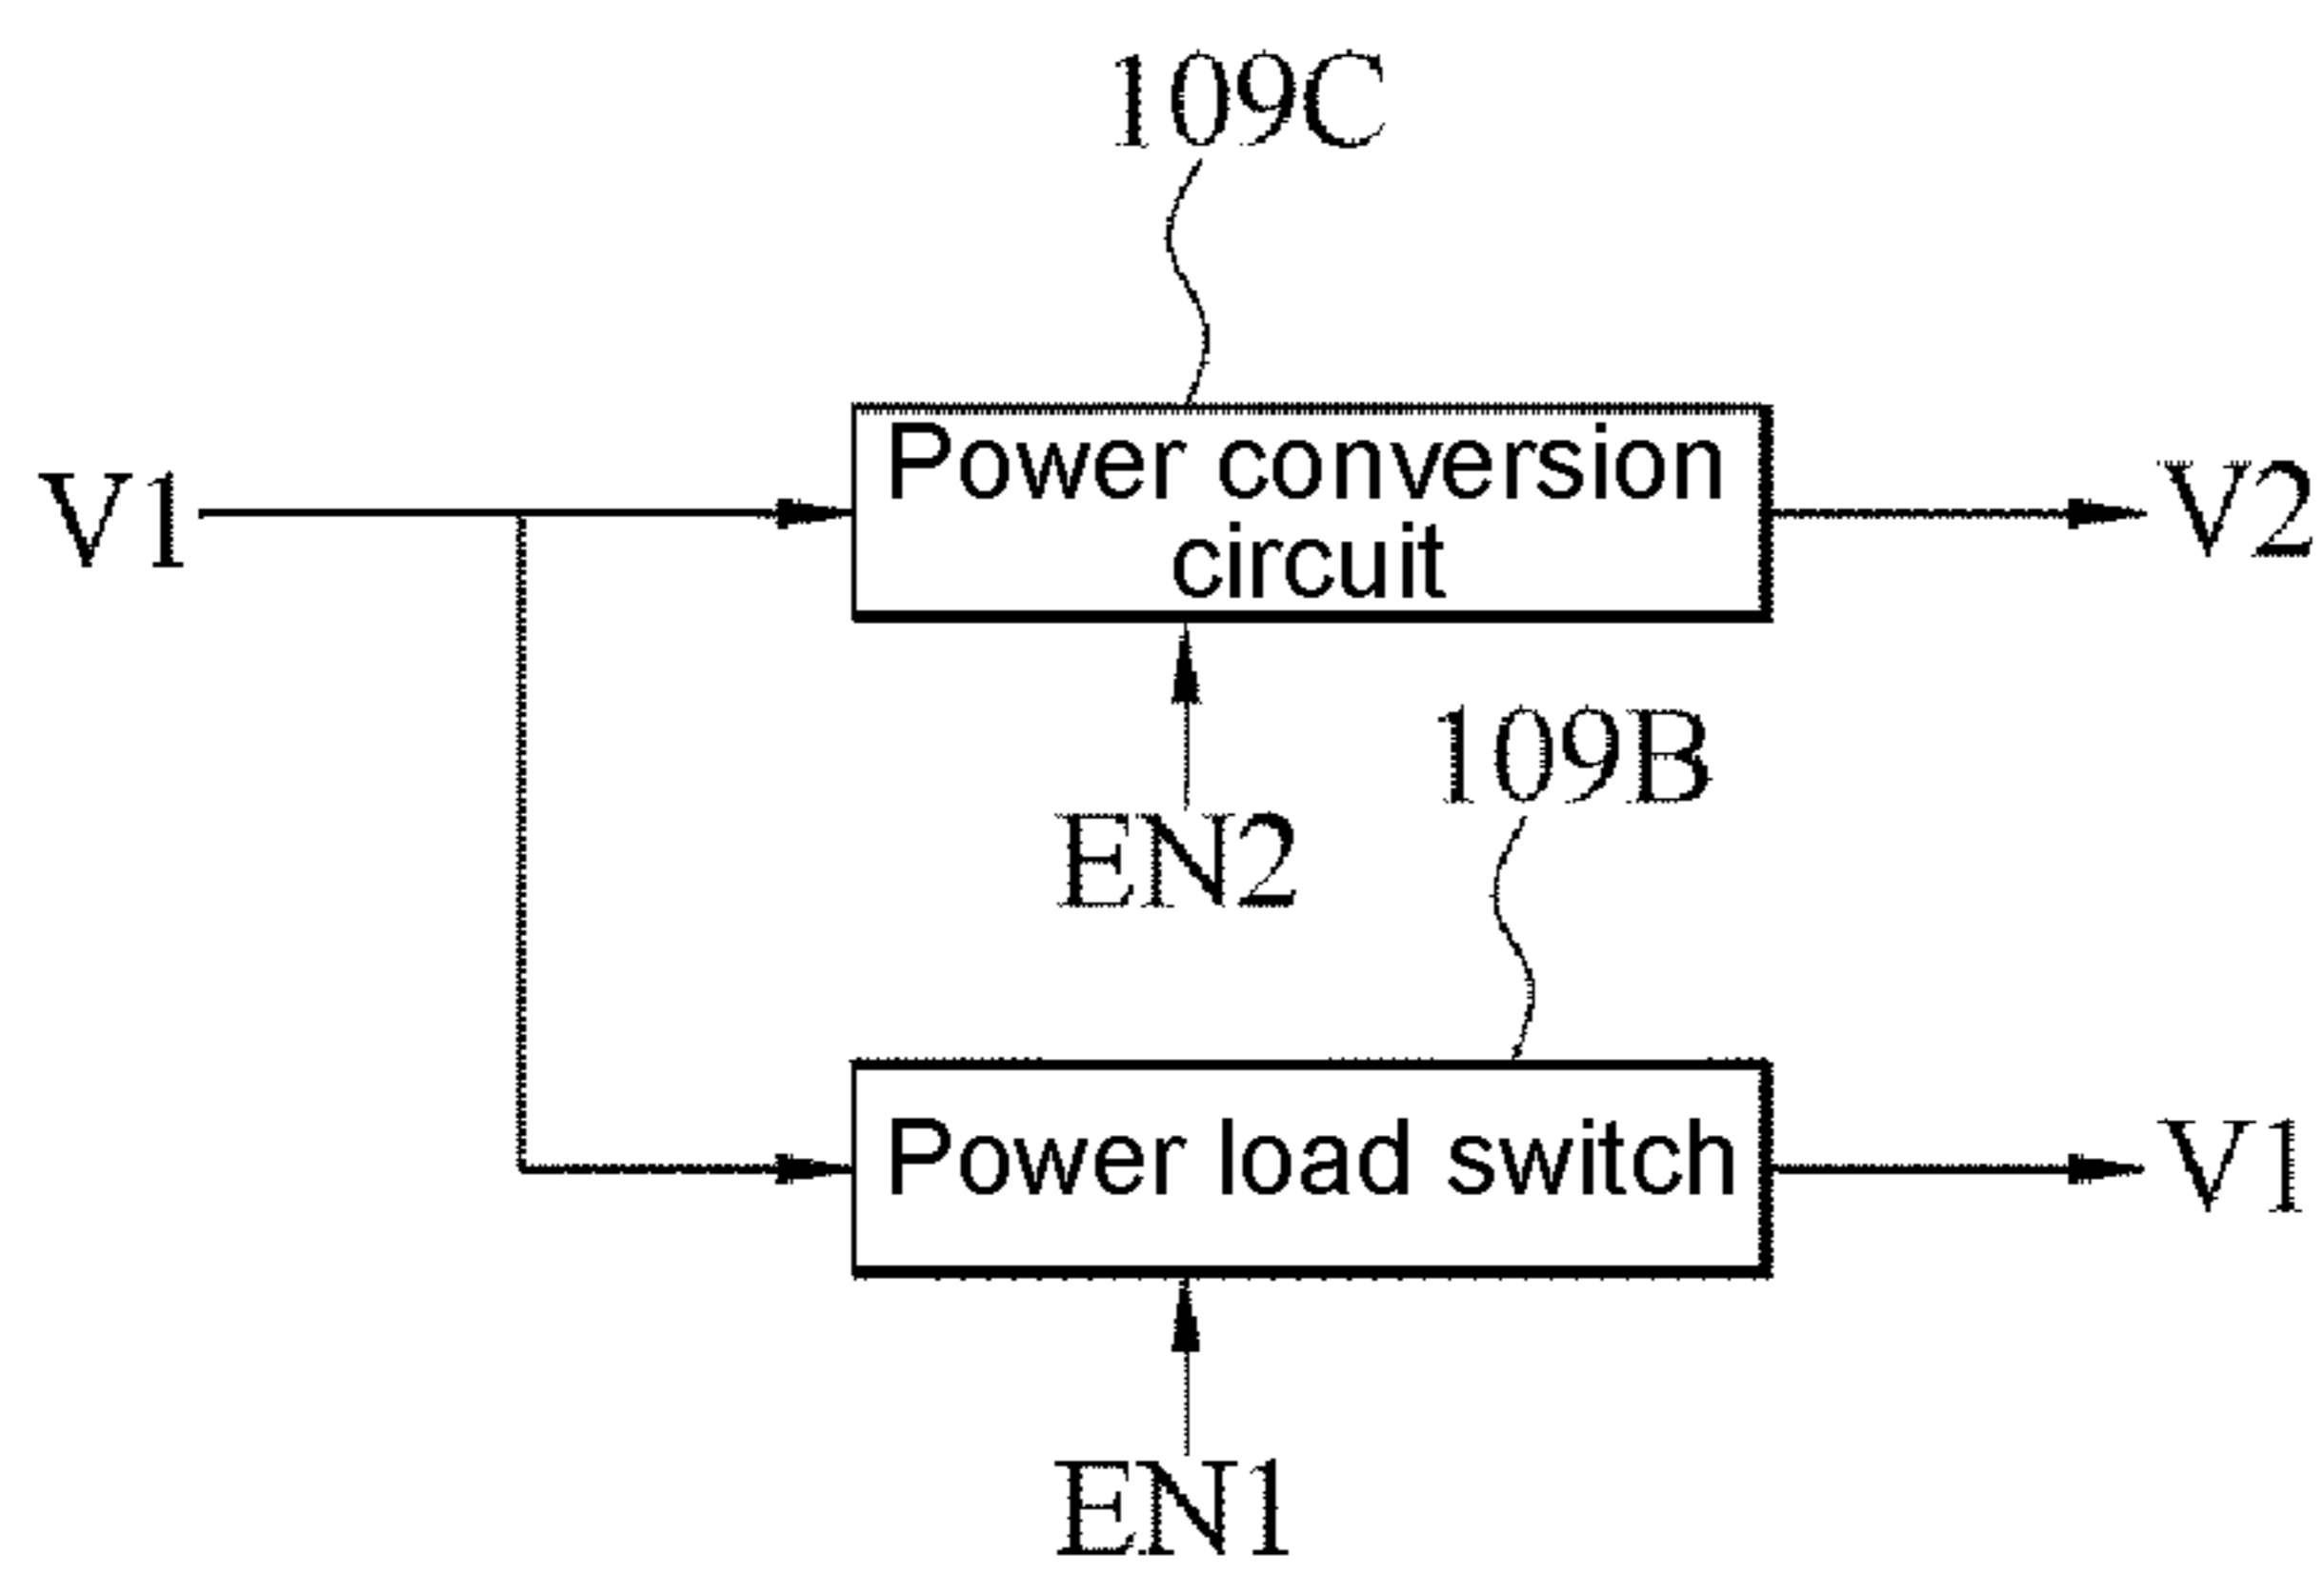 109C
V1
Power conversion
circuit
V2
EN2
109B
Power load switch
V1
EN1